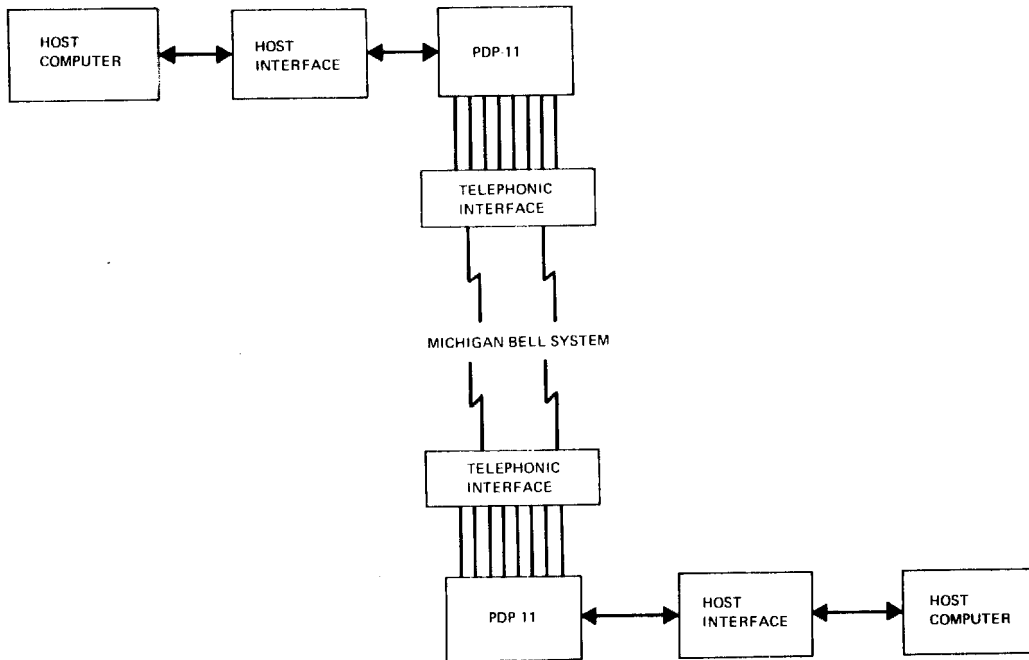 HOST
COMPUTER
HOST
INTERFACE
PDP-11
TELEPHONIC
INTERFACE
MICHIGAN BELL SYSTEM
TELEPHONIC
INTERFACE
PDP 11
HOST
INTERFACE
HOST
COMPUTER